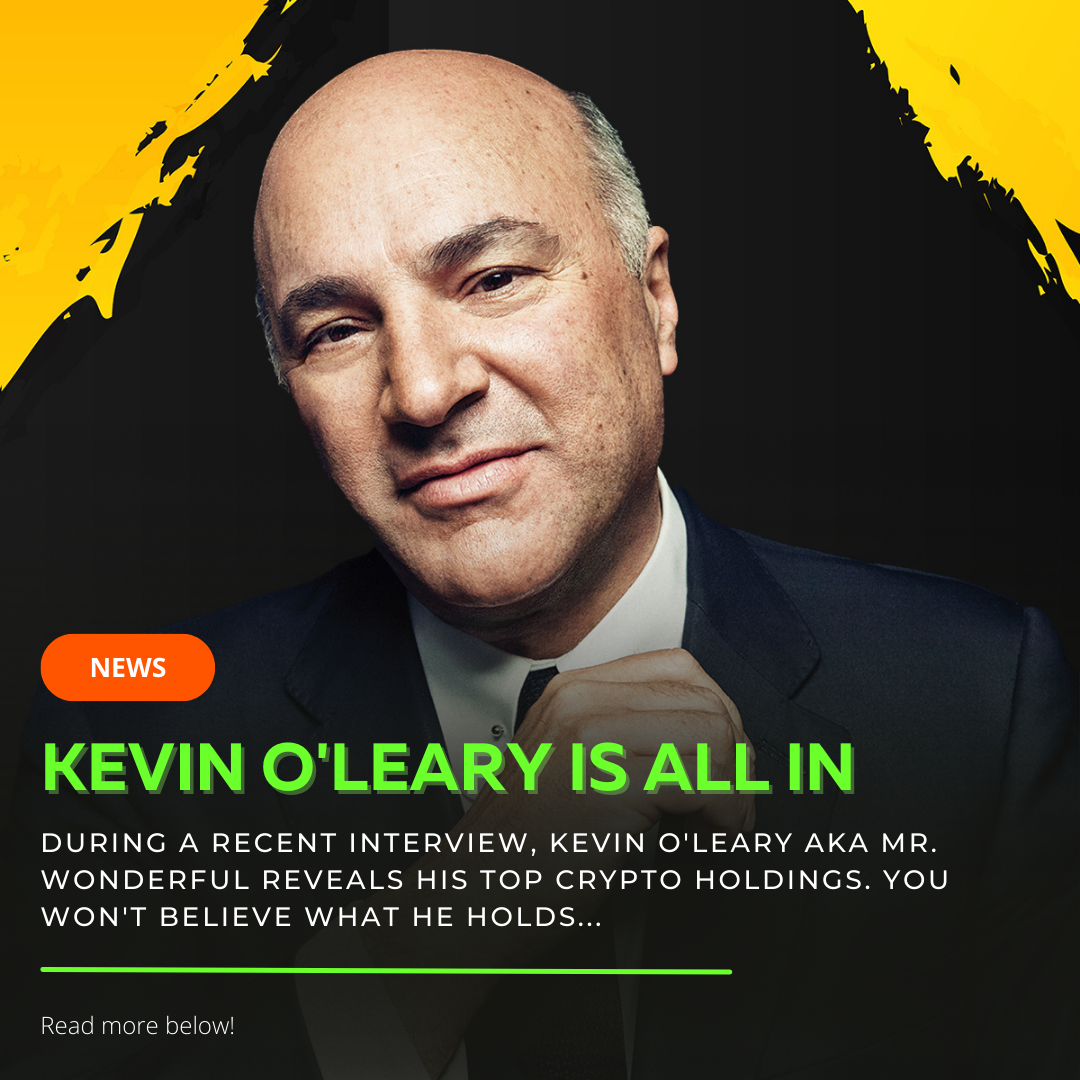 NEWS
KEVIN O'LEARY IS ALL IN
DURING A RECENT INTERVIEW, KEVIN O'LEARY AKA MR.
WONDERFUL REVEALS HIS TOP CRYPTO HOLDINGS. YOU
WON'T BELIEVE WHAT HE HOLDS...
Read more below!